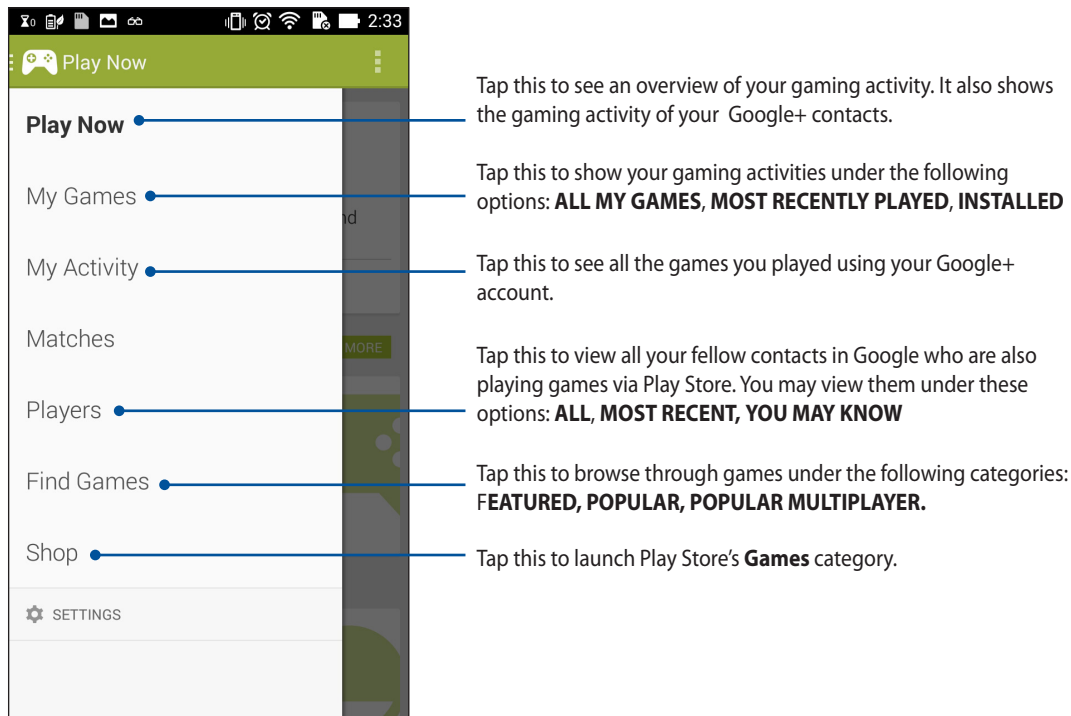 2:33
Play Now
Play Now
My Games
nd
My Activity
Matches
MORE
Players
Find Games
Shop
SETTINGS
Tap this to see an overview of your gaming activity. It also shows
the gaming activity of your Google+ contacts.
Tap this to show your gaming activities under the following
options: ALL MY GAMES, MOST RECENTLY PLAYED, INSTALLED
Tap this to see all the games you played using your Google+
account.
Tap this to view all your fellow contacts in Google who are also
playing games via Play Store. You may view them under these
options: ALL, MOST RECENT, YOU MAY KNOW
Tap this to browse through games under the following categories:
FEATURED, POPULAR, POPULAR MULTIPLAYER.
Tap this to launch Play Store’s Games category.